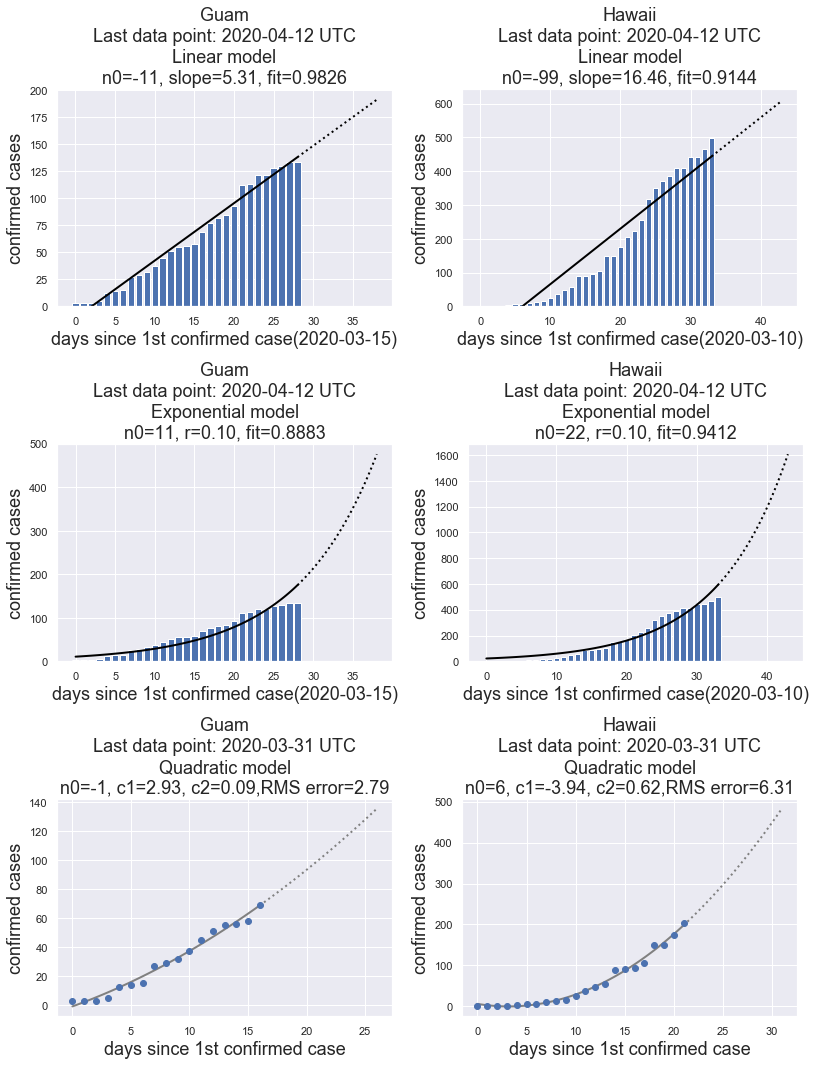 Guam
Last data point: 2020-04-12 UTC
Linear model
n0=-11, slope=5.31, fit=0.9826
200
175
150
125
100
75
50
25
0
confirmed cases
0 5 10 15 20 25 30 35
days since 1st confirmed case(2020-03-15)
Hawaii
Last data point: 2020-04-12 UTC
Linear model
n0=-99, slope=16.46, fit=0.9144
600
500
400
300
200
100
0
confirmed cases
0 20 20 30 40
days since 1st confirmed case(2020-03-10)
Guam
Last data point: 2020-04-12 UTC
Exponential model
n0=11, r=0.10, fit=0.8883
500
400
300
200
100
0
confirmed cases
0 5 10 15 20 25 30 35
days since 1st confirmed case(2020-03-15)
Hawaii
Last data point: 2020-04-12 UTC
Exponential model
n0=22, r=0.10, fit=0.9412
1600
1400
1200
1000
800
600
400
200
0
confirmed cases
0 10 20 30 40
days since 1st confirmed case(2020-03-10)
Guam
Last data point: 2020-03-31 UTC
Quadratic model
n0=-1, c1=2.93, c2=0.09,RMS error=2.79
140
120
100
80
60
40
20
0
confirmed cases
0 5 10 15 20 25
days since 1st confirmed case
Hawaii
Last data point: 2020-03-31 UTC
Quadratic model
n0=6, c1=-3.94, c2=0.62,RMS error=6.31
500
400
300
200
100
0
confirmed cases
0 5 10 15 20 25 30
days since 1st confirmed case